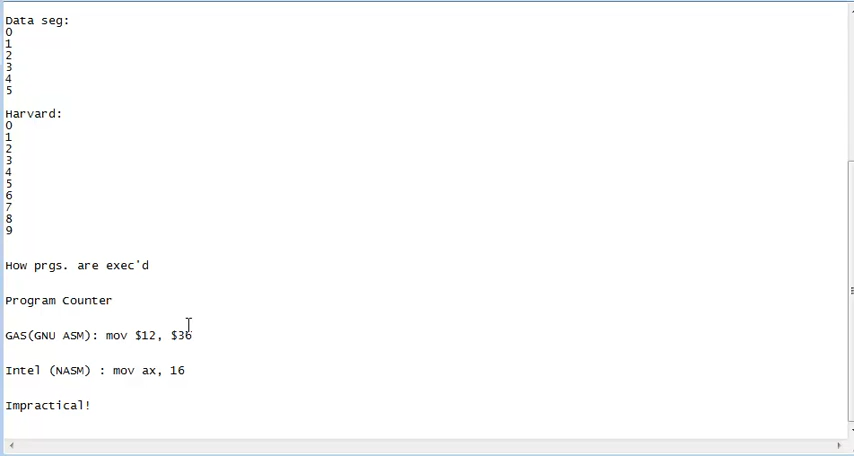 Data seg:
0
1
2
3
4
5
Harvard:
0
1
2
3
4
5
6
7
8
9
How prgs. are exec'd
Program Counter
GAS(GNU ASM): mov $12, $36
Intel (NASM) : mov ax, 16
Impractical!